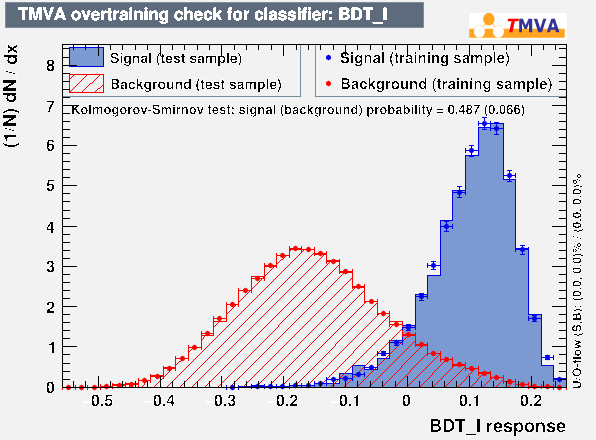 TMVA overtraining check for classifier: BDT_I
TMVA
Signal (test sample)
Background (test sample)
Signal (training sample)
Background (training sample)
Kolmogorov-Smirnov test: signal (background) probability = 0.487 (0.066)
(1/N) dN / dx
8
7
6
5
4
3
2
1
0
-0.5 -0.4 -0.3 -0.2 -0.1 0 0.1 0.2
BDT_I response
U/O-flow (S,B): (0.0, 0.0)% / (0.0, 0.0)%